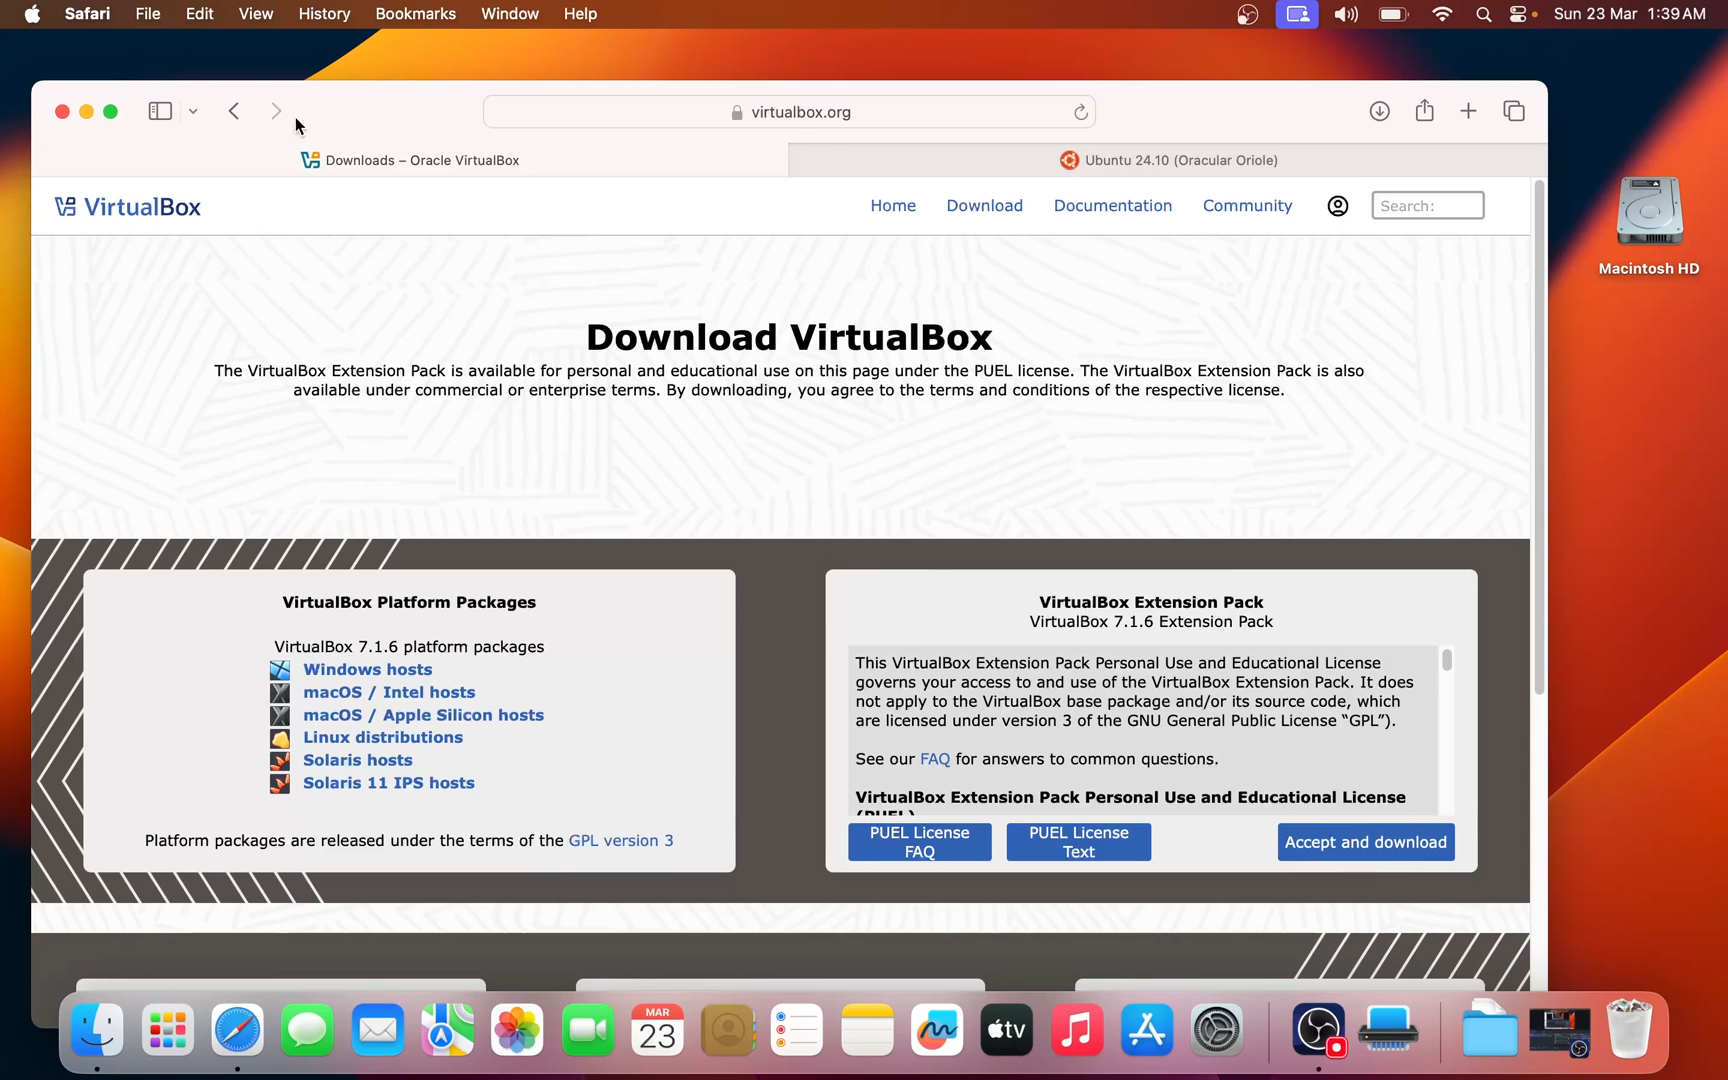 Safari File Edit View History Bookmarks Window Help Sun 23 Mar 1:39 AM
virtualbox.org
Downloads – Oracle VirtualBox
Ubuntu 24.10 (Oracular Oriole)
VirtualBox
Home Download Documentation Community Search:
Macintosh HD
Download VirtualBox
The VirtualBox Extension Pack is available for personal and educational use on this page under the PUEL license. The VirtualBox Extension Pack is also
available under commercial or enterprise terms. By downloading, you agree to the terms and conditions of the respective license.
VirtualBox Platform Packages
VirtualBox 7.1.6 platform packages
Windows hosts
macOS / Intel hosts
macOS / Apple Silicon hosts
Linux distributions
Solaris hosts
Solaris 11 IPS hosts
Platform packages are released under the terms of the GPL version 3
VirtualBox Extension Pack
VirtualBox 7.1.6 Extension Pack
This VirtualBox Extension Pack Personal Use and Educational License
governs your access to and use of the VirtualBox Extension Pack. It does
not apply to the VirtualBox base package and/or its source code, which
are licensed under version 3 of the GNU General Public License “GPL”).
See our FAQ for answers to common questions.
VirtualBox Extension Pack Personal Use and Educational License
(PUEL)
PUEL License
FAQ
PUEL License
Text
Accept and download
MAR
23
tv